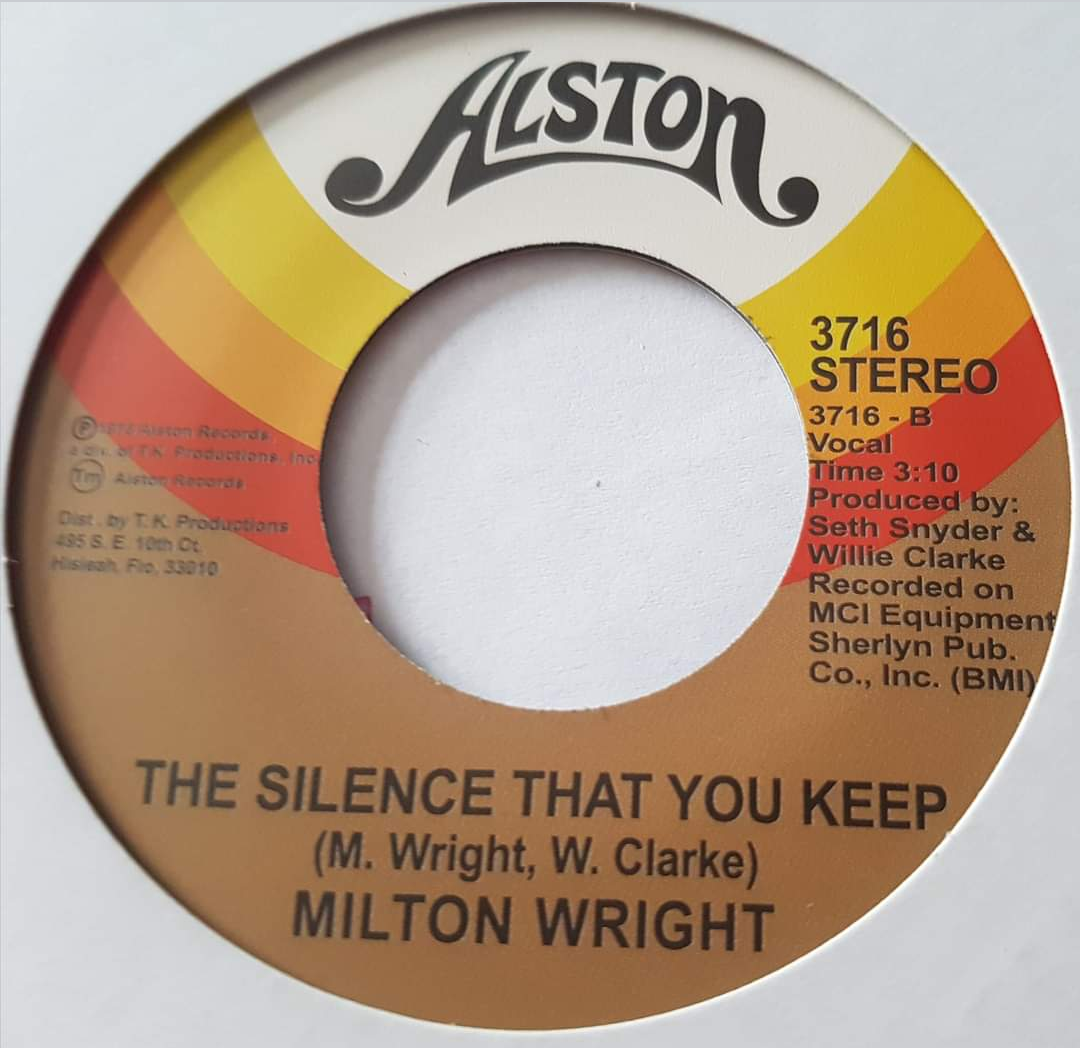 ALSTON
3716
STEREO
3716 - B
Vocal
Time 3:10
Produced by:
Seth Snyder &
Willie Clarke
Recorded on
MCI Equipment
Sherlyn Pub.
Co., Inc. (BMI)
Ⓟ Alston Records,
a div. of T.K. Productions, Inc
Tm Alston Records
Dist. by T. K. Productions
495 S. E. 10th Ct.
Hialeah, Flo, 33010
THE SILENCE THAT YOU KEEP
(M. Wright, W. Clarke)
MILTON WRIGHT